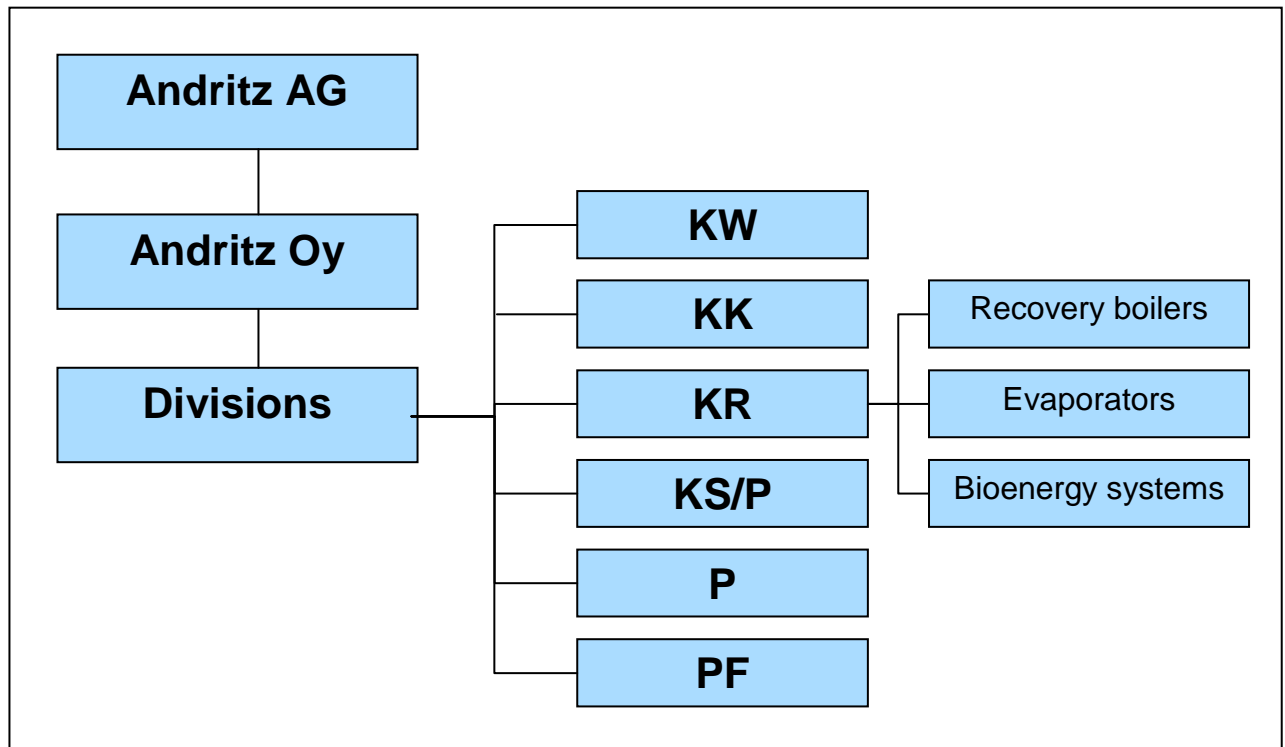 Andritz AG
Andritz Oy
Divisions
KW
KK
KR
KS/P
P
PF
Recovery boilers
Evaporators
Bioenergy systems